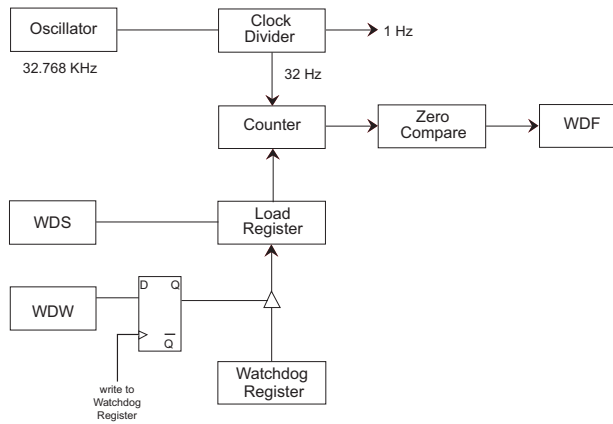 Oscillator
Clock
Divider
1 Hz
32.768 KHz
32 Hz
Counter
Zero
Compare
WDF
WDS
Load
Register
WDW
D Q
Q
write to
Watchdog
Register
Watchdog
Register